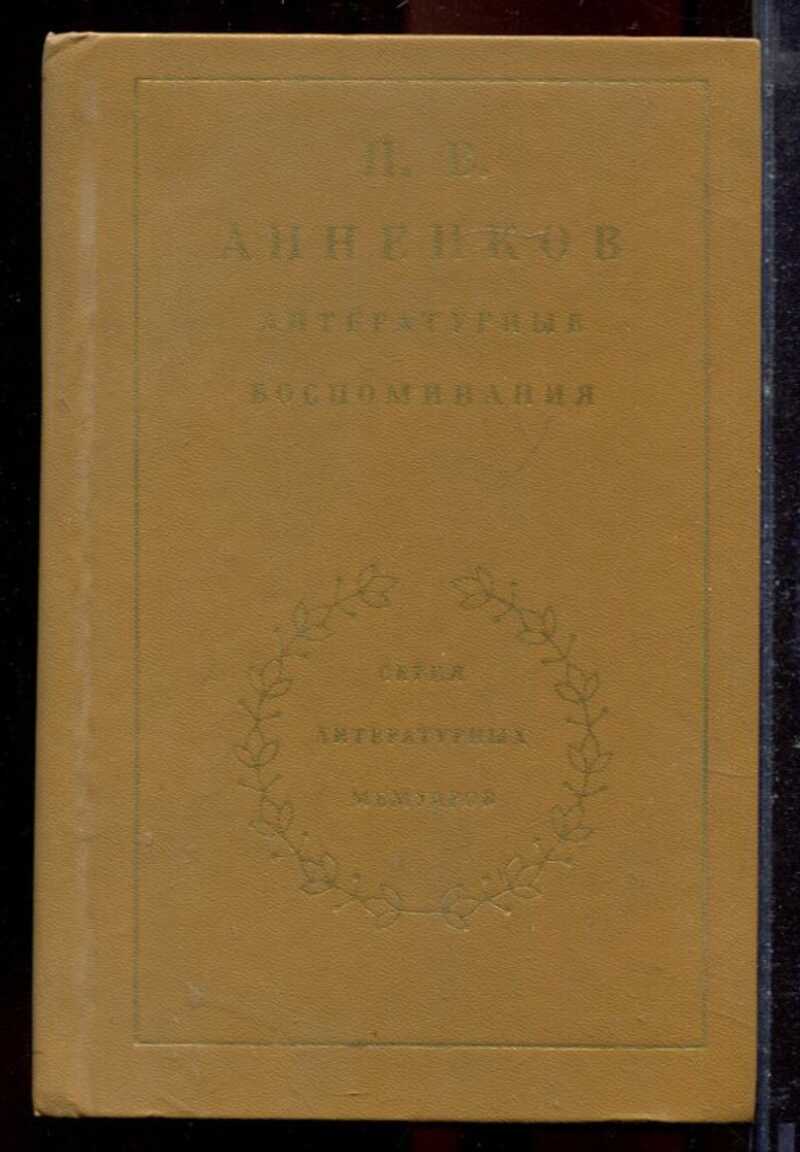 П. В.
АННЕНКОВ
ЛИТЕРАТУРНЫЕ
ВОСПОМИНАНИЯ
СЕРИЯ
ЛИТЕРАТУРНЫХ
МЕМУАРОВ